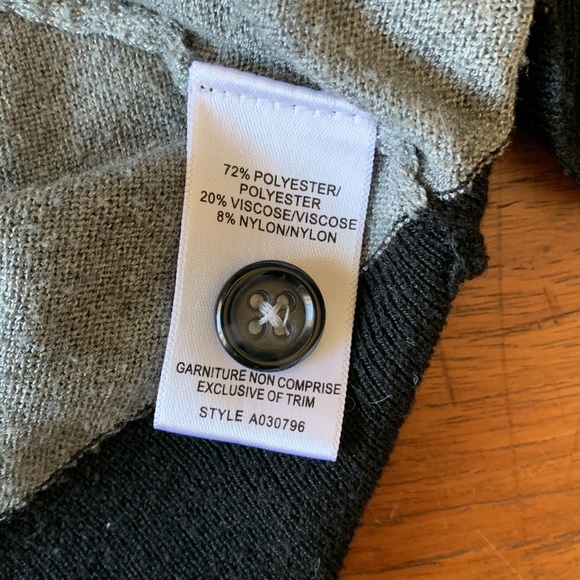 72% POLYESTER/
POLYESTER
20% VISCOSE/VISCOSE
8% NYLON/NYLON
GARNITURE NON COMPRISE
EXCLUSIVE OF TRIM
STYLE A030796